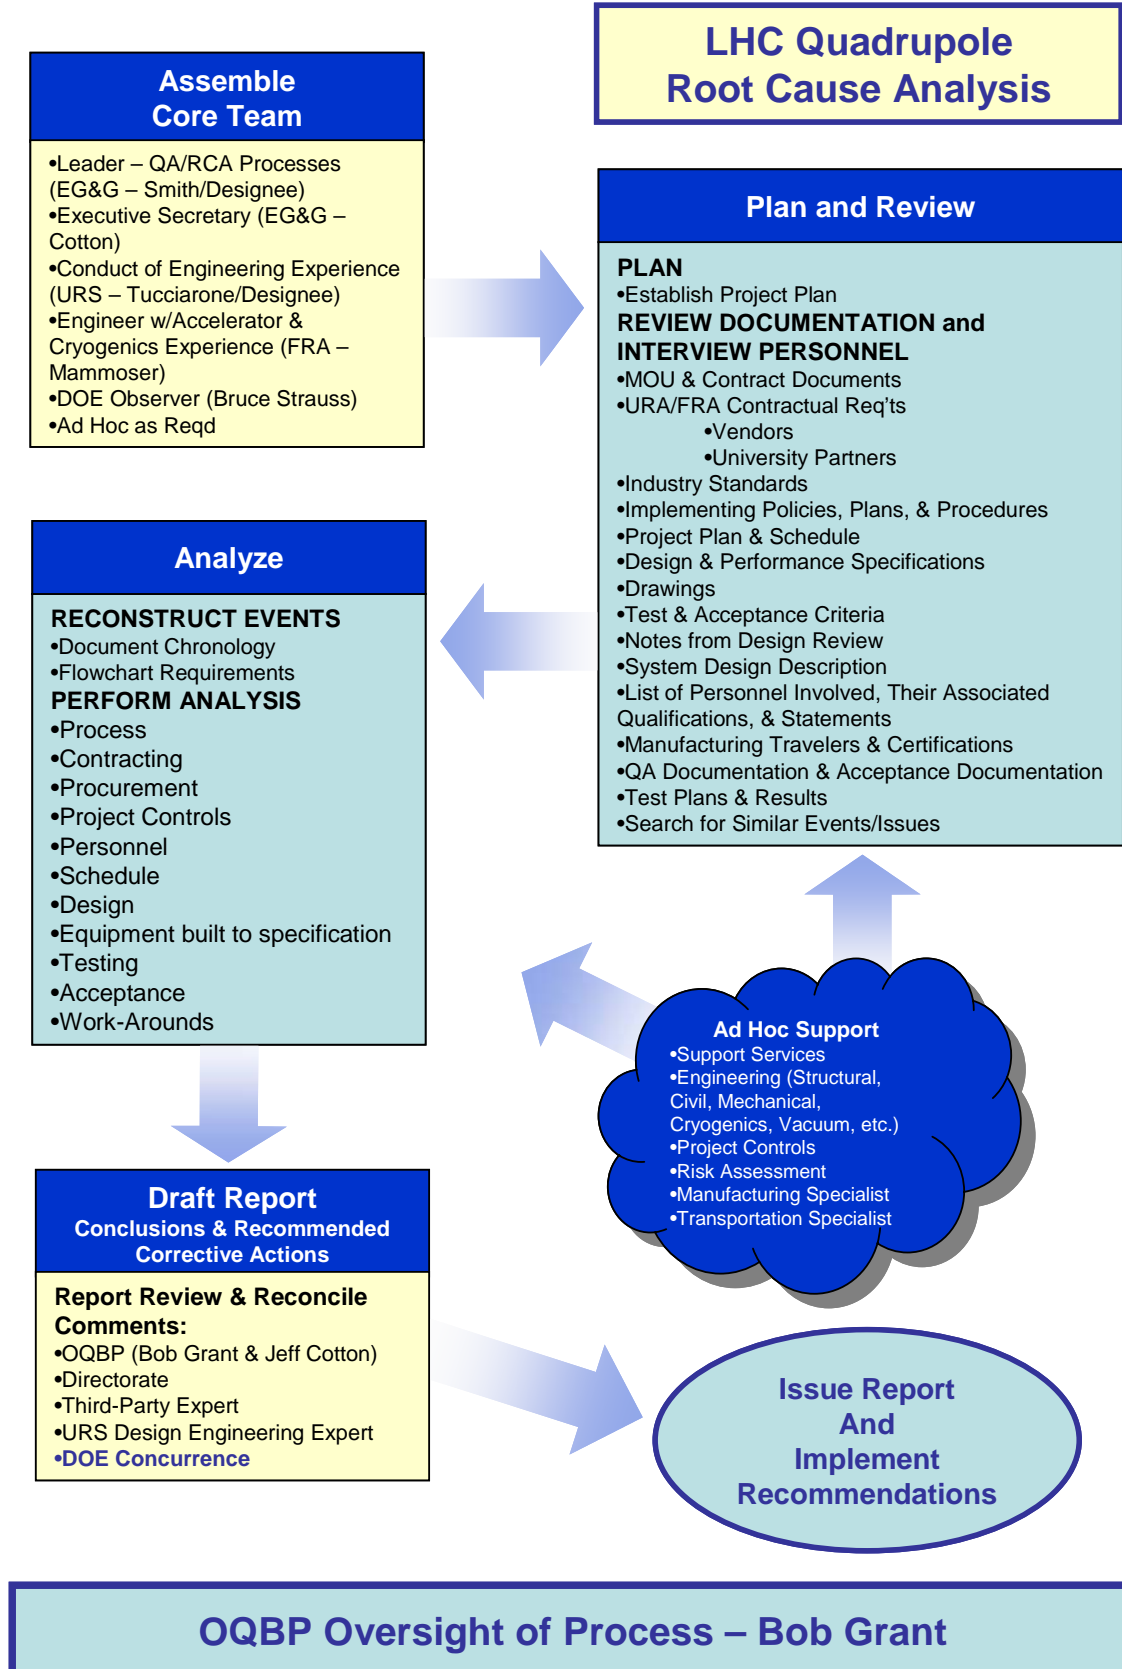 LHC Quadrupole
Root Cause Analysis
Assemble
Core Team
•Leader – QA/RCA Processes
(EG&G – Smith/Designee)
•Executive Secretary (EG&G –
Cotton)
•Conduct of Engineering Experience
(URS – Tucciarone/Designee)
•Engineer w/Accelerator &
Cryogenics Experience (FRA –
Mammoser)
•DOE Observer (Bruce Strauss)
•Ad Hoc as Reqd
Plan and Review
PLAN
•Establish Project Plan
REVIEW DOCUMENTATION and
INTERVIEW PERSONNEL
•MOU & Contract Documents
•URA/FRA Contractual Req’ts
•Vendors
•University Partners
•Industry Standards
•Implementing Policies, Plans, & Procedures
•Project Plan & Schedule
•Design & Performance Specifications
•Drawings
•Test & Acceptance Criteria
•Notes from Design Review
•System Design Description
•List of Personnel Involved, Their Associated
Qualifications, & Statements
•Manufacturing Travelers & Certifications
•QA Documentation & Acceptance Documentation
•Test Plans & Results
•Search for Similar Events/Issues
Analyze
RECONSTRUCT EVENTS
•Document Chronology
•Flowchart Requirements
PERFORM ANALYSIS
•Process
•Contracting
•Procurement
•Project Controls
•Personnel
•Schedule
•Design
•Equipment built to specification
•Testing
•Acceptance
•Work-Arounds
Ad Hoc Support
•Support Services
•Engineering (Structural,
Civil, Mechanical,
Cryogenics, Vacuum, etc.)
•Project Controls
•Risk Assessment
•Manufacturing Specialist
•Transportation Specialist
Draft Report
Conclusions & Recommended
Corrective Actions
Report Review & Reconcile
Comments:
•OQBP (Bob Grant & Jeff Cotton)
•Directorate
•Third-Party Expert
•URS Design Engineering Expert
•DOE Concurrence
Issue Report
And
Implement
Recommendations
OQBP Oversight of Process – Bob Grant